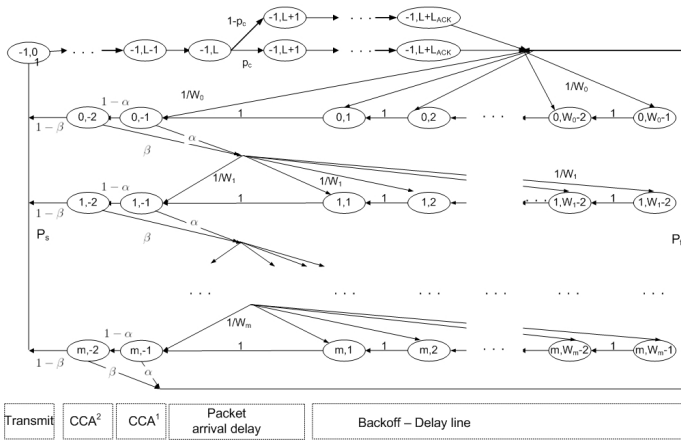 1-p_c
-1,L+1 . . . -1,L+L_ACK
-1,0 . . . -1,L-1 -1,L -1,L+1 . . . -1,L+L_ACK
1
p_c
1/W_0 1/W_0
1 − α 1 1 1
0,-2 0,-1 0,1 0,2 . . . 0,W_0-2 0,W_0-1
1 − β α
β
1/W_1 1/W_1 1/W_1
1 − α 1 1 1
1,-2 1,-1 1,1 1,2 . . . 1,W_1-2 1,W_1-2
1 − β α
β
P_s
. . . . . . . . . . . . . . . . . .
1/W_m
1 − α 1 1 1
m,-2 m,-1 m,1 m,2 . . . m,W_m-2 m,W_m-1
1 − β β α
Transmit CCA^2 CCA^1 Packet
arrival delay Backoff – Delay line